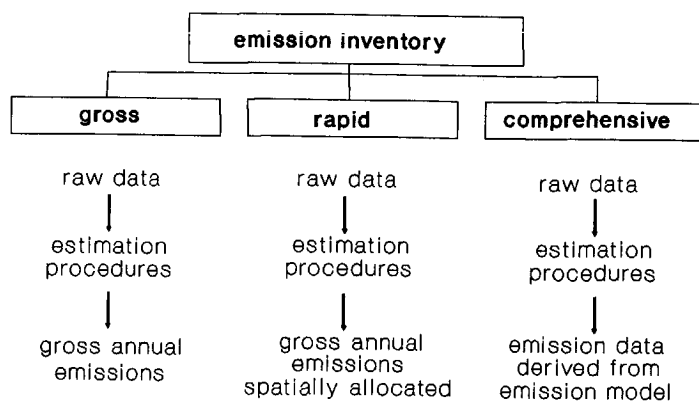 emission inventory
gross
rapid
comprehensive
raw data
estimation
procedures
gross annual
emissions
raw data
estimation
procedures
gross annual
emissions
spatially allocated
raw data
estimation
procedures
emission data
derived from
emission model